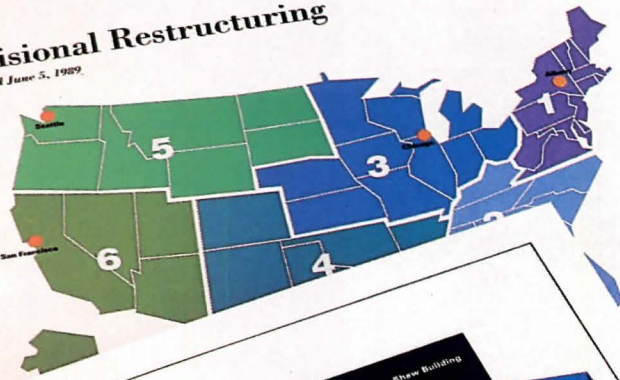 isional Restructuring
June 5, 1989
Seattle
5
3
Chicago
1
San Francisco
6
4
2
Shaw Building